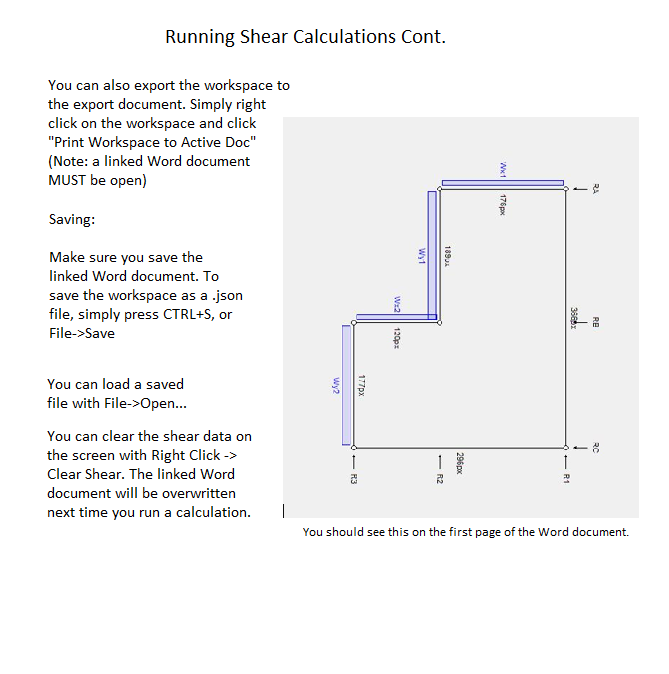 Running Shear Calculations Cont.
You can also export the workspace to
the export document. Simply right
click on the workspace and click
"Print Workspace to Active Doc"
(Note: a linked Word document
MUST be open)
Saving:
Make sure you save the
linked Word document. To
save the workspace as a .json
file, simply press CTRL+S, or
File->Save
You can load a saved
file with File->Open...
You can clear the shear data on
the screen with Right Click ->
Clear Shear. The linked Word
document will be overwritten
next time you run a calculation.
Wx1
176px
RA
Wy1
RB
Wx2
120px
Wy2
177px
RC
296px
R3
R2
R1
You should see this on the first page of the Word document.